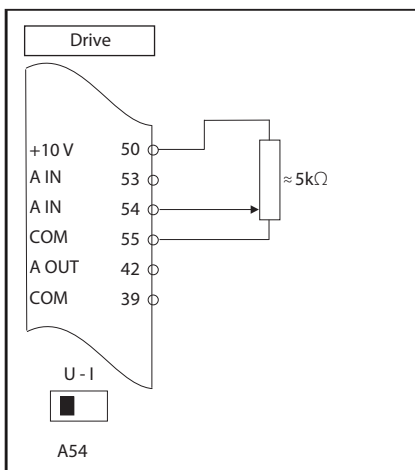 Drive
+10 V 50
A IN 53
A IN 54
COM 55
A OUT 42
COM 39
≈ 5kΩ
U - I
A54